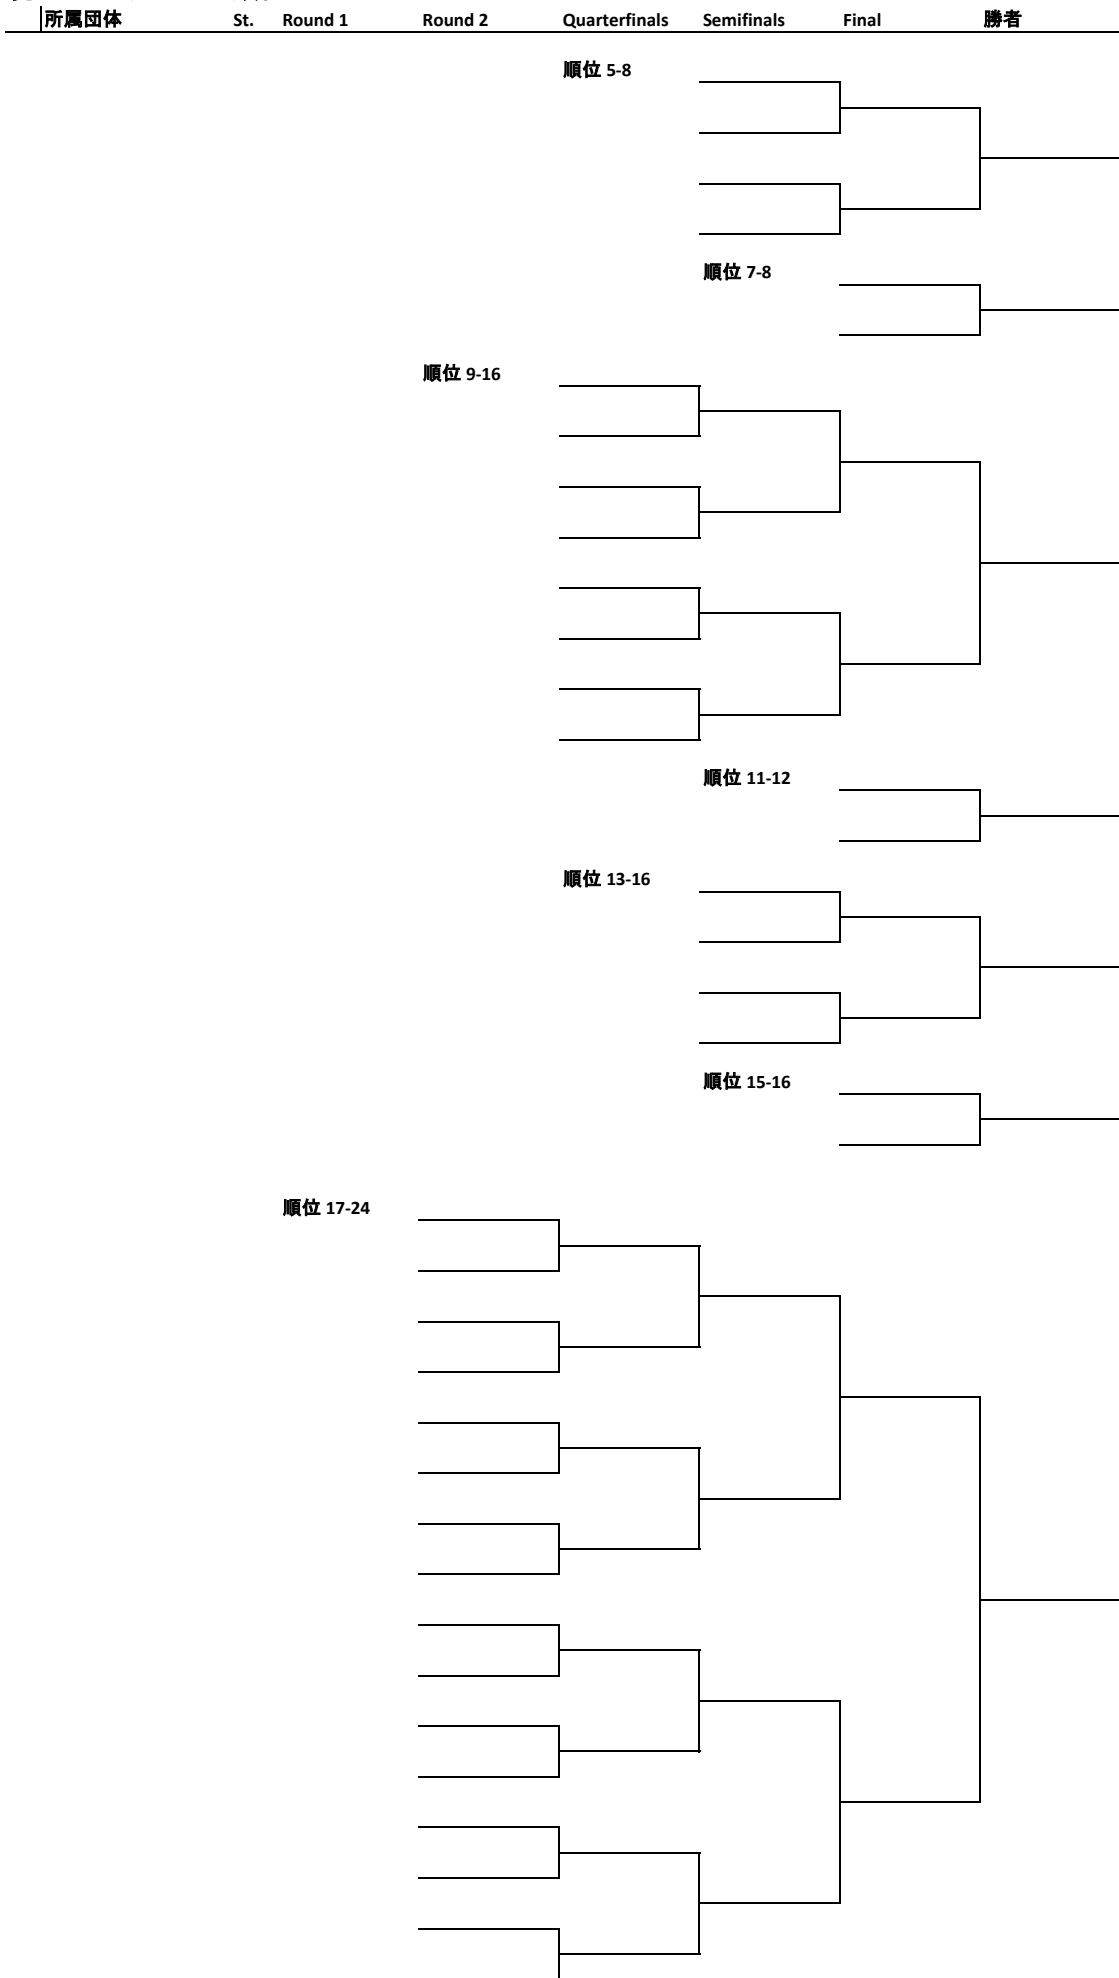 所属団体 St. Round 1 Round 2 Quarterfinals Semifinals Final 勝者
順位 5-8
順位 7-8
順位 9-16
順位 11-12
順位 13-16
順位 15-16
順位 17-24